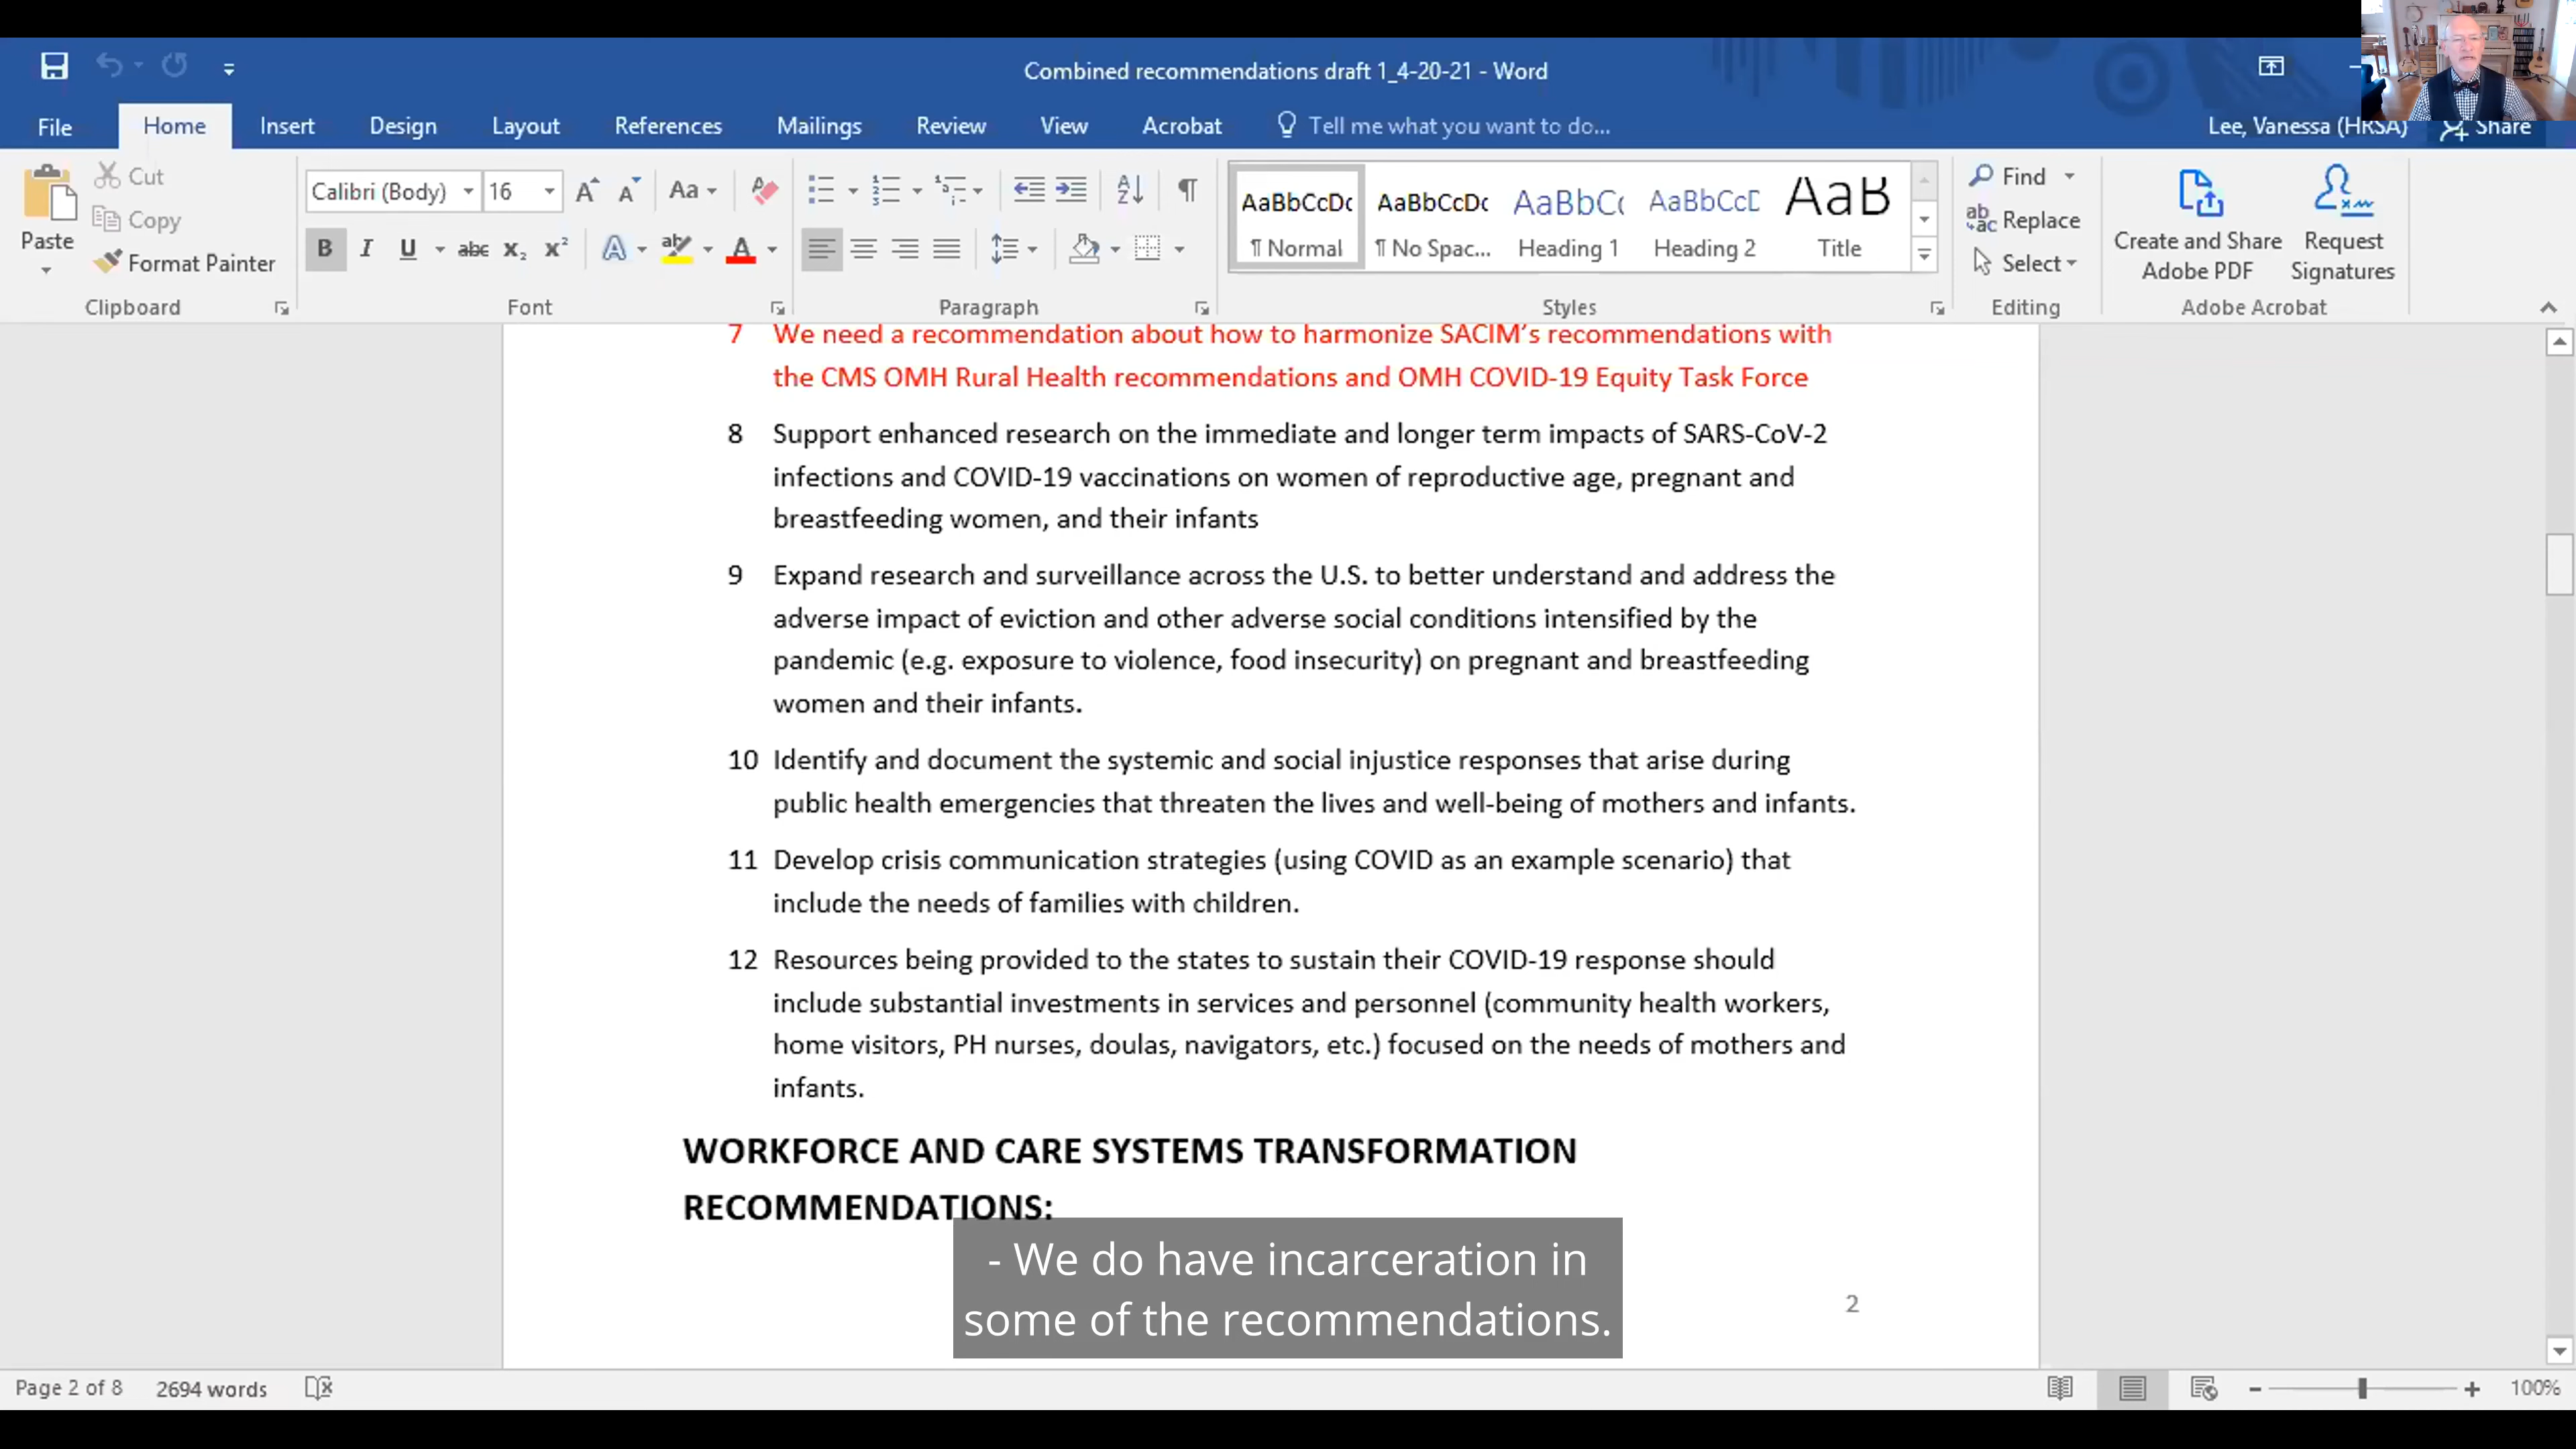 Combined recommendations draft 1_4-20-21 - Word
File Home Insert Design Layout References Mailings Review View Acrobat Tell me what you want to do... Lee, Vanessa (HRSA) Share
Paste
Cut
Copy
Format Painter
Clipboard
Calibri (Body) 16
Font
Paragraph
AaBbCcDc AaBbCcDc AaBbC AaBbCcD AaB
¶ Normal ¶ No Spac... Heading 1 Heading 2 Title
Styles
Find
Replace
Select
Editing
Create and Share Adobe PDF
Request Signatures
Adobe Acrobat
7 We need a recommendation about how to harmonize SACIM’s recommendations with
the CMS OMH Rural Health recommendations and OMH COVID-19 Equity Task Force
8 Support enhanced research on the immediate and longer term impacts of SARS-CoV-2
infections and COVID-19 vaccinations on women of reproductive age, pregnant and
breastfeeding women, and their infants
9 Expand research and surveillance across the U.S. to better understand and address the
adverse impact of eviction and other adverse social conditions intensified by the
pandemic (e.g. exposure to violence, food insecurity) on pregnant and breastfeeding
women and their infants.
10 Identify and document the systemic and social injustice responses that arise during
public health emergencies that threaten the lives and well-being of mothers and infants.
11 Develop crisis communication strategies (using COVID as an example scenario) that
include the needs of families with children.
12 Resources being provided to the states to sustain their COVID-19 response should
include substantial investments in services and personnel (community health workers,
home visitors, PH nurses, doulas, navigators, etc.) focused on the needs of mothers and
infants.
WORKFORCE AND CARE SYSTEMS TRANSFORMATION
RECOMMENDATIONS:
- We do have incarceration in
some of the recommendations.
2
Page 2 of 8 2694 words 100%